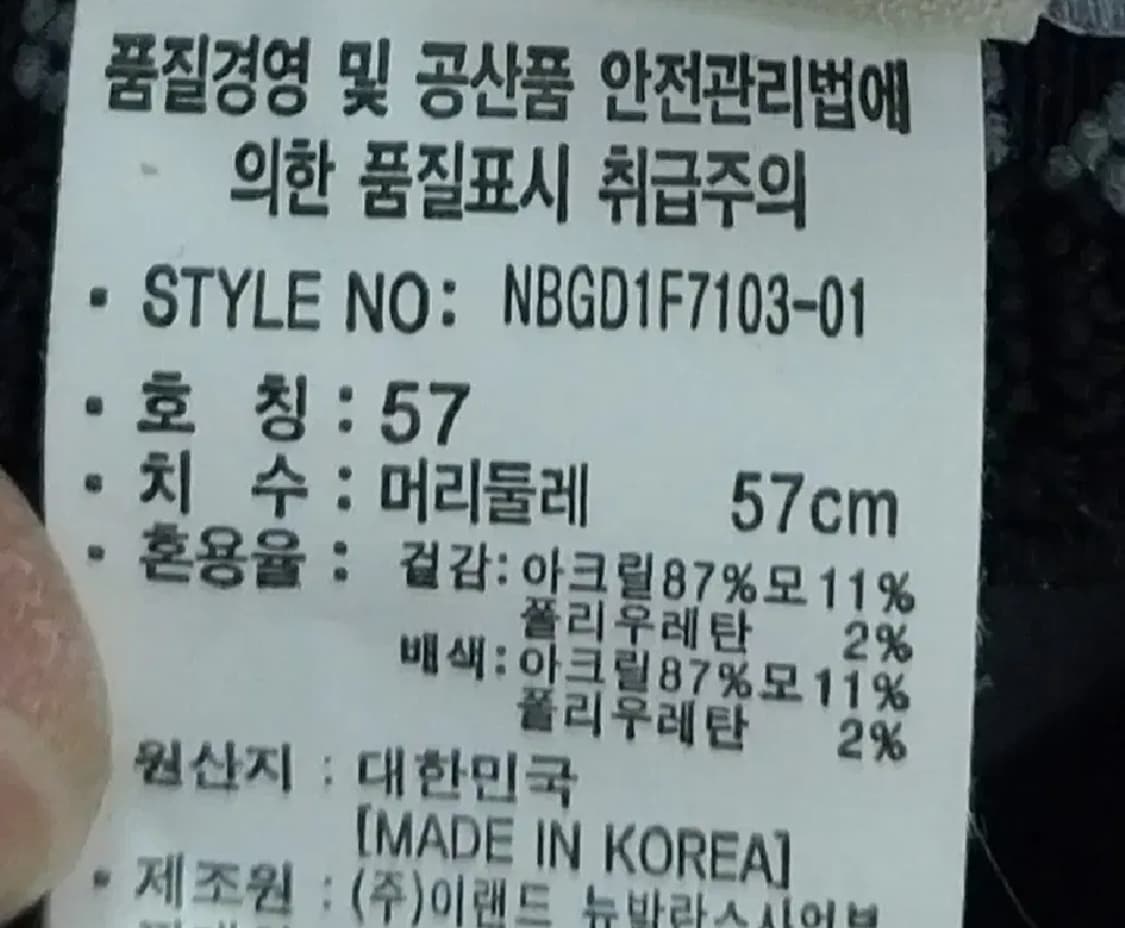 품질경영 및 공산품 안전관리법에
의한 품질표시 취급주의
• STYLE NO: NBGD1F7103-01
• 호 칭 : 57
• 치 수 : 머리둘레 57cm
• 혼용율 : 겉감: 아크릴87%모11%
폴리우레탄 2%
배색: 아크릴87%모11%
폴리우레탄 2%
원산지 : 대한민국
[MADE IN KOREA]
• 제조원 : (주)이랜드 뉴발란스사업부